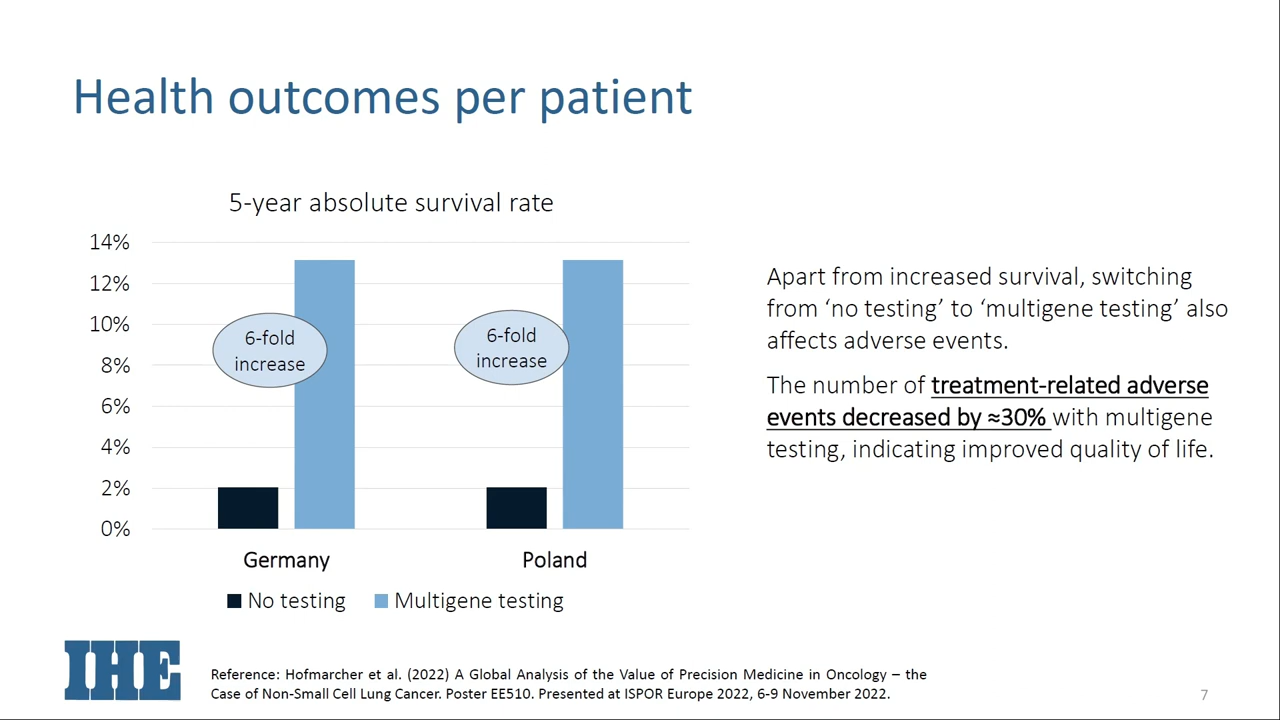 Health outcomes per patient
5-year absolute survival rate
14%
12%
10%
8%
6%
4%
2%
0%
6-fold
increase
6-fold
increase
Germany
Poland
No testing
Multigene testing
Apart from increased survival, switching
from ‘no testing’ to ‘multigene testing’ also
affects adverse events.
The number of treatment-related adverse
events decreased by ≈30% with multigene
testing, indicating improved quality of life.
IHE
Reference: Hofmarcher et al. (2022) A Global Analysis of the Value of Precision Medicine in Oncology – the
Case of Non-Small Cell Lung Cancer. Poster EE510. Presented at ISPOR Europe 2022, 6-9 November 2022.
7